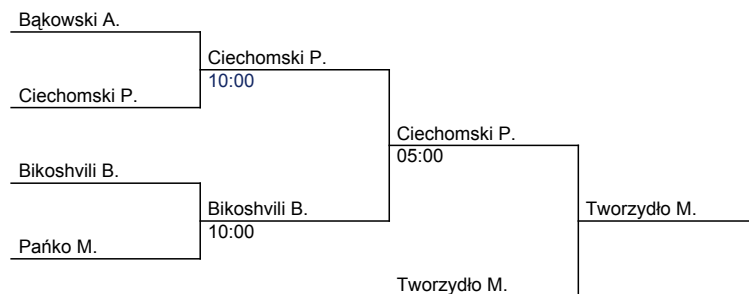 Bąkowski A.
Ciechomski P.
10:00
Ciechomski P.
Ciechomski P.
05:00
Bikoshvili B.
Bikoshvili B.
10:00
Tworzydło M.
Pańko M.
Tworzydło M.